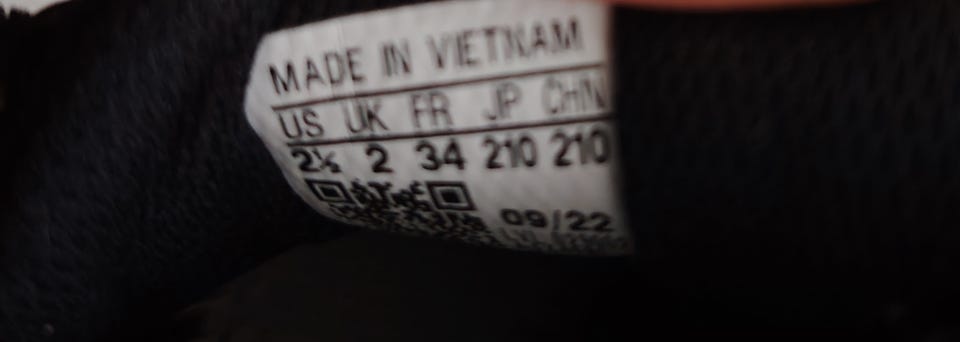 MADE IN VIETNAM
US UK FR JP CHN
2½ 2 34 210 210
09/22